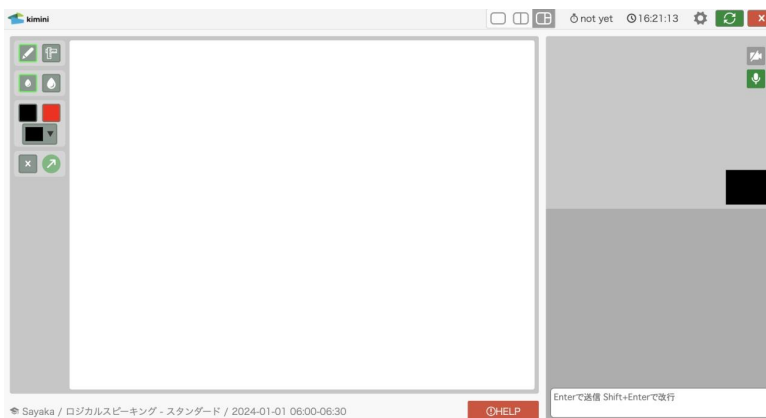 kimini
not yet 16:21:13
Enterで送信 Shift+Enterで改行
Sayaka / ロジカルスピーキング - スタンダード / 2024-01-01 06:00-06:30
HELP